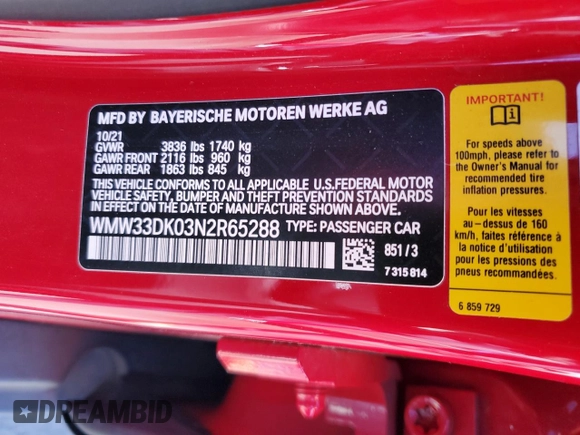 MFD BY BAYERISCHE MOTOREN WERKE AG
10/21
GVWR 3836 lbs 1740 kg
GAWR FRONT 2116 lbs 960 kg
GAWR REAR 1863 lbs 845 kg
THIS VEHICLE CONFORMS TO ALL APPLICABLE U.S.FEDERAL MOTOR
VEHICLE SAFETY, BUMPER AND THEFT PREVENTION STANDARDS
IN EFFECT ON THE DATE OF MANUFACTURE SHOWN ABOVE.
WMW33DK03N2R65288 TYPE: PASSENGER CAR
851/3
7 315 814
IMPORTANT!
For speeds above
100mph, please refer to
the Owner's Manual for
recommended tire
inflation pressures.
Pour les vitesses
au-dessus de 160
km/h, faites référence
à la notice d'utilisation
pour les pressions des
pneus recommendées.
6 859 729
DREAMBID